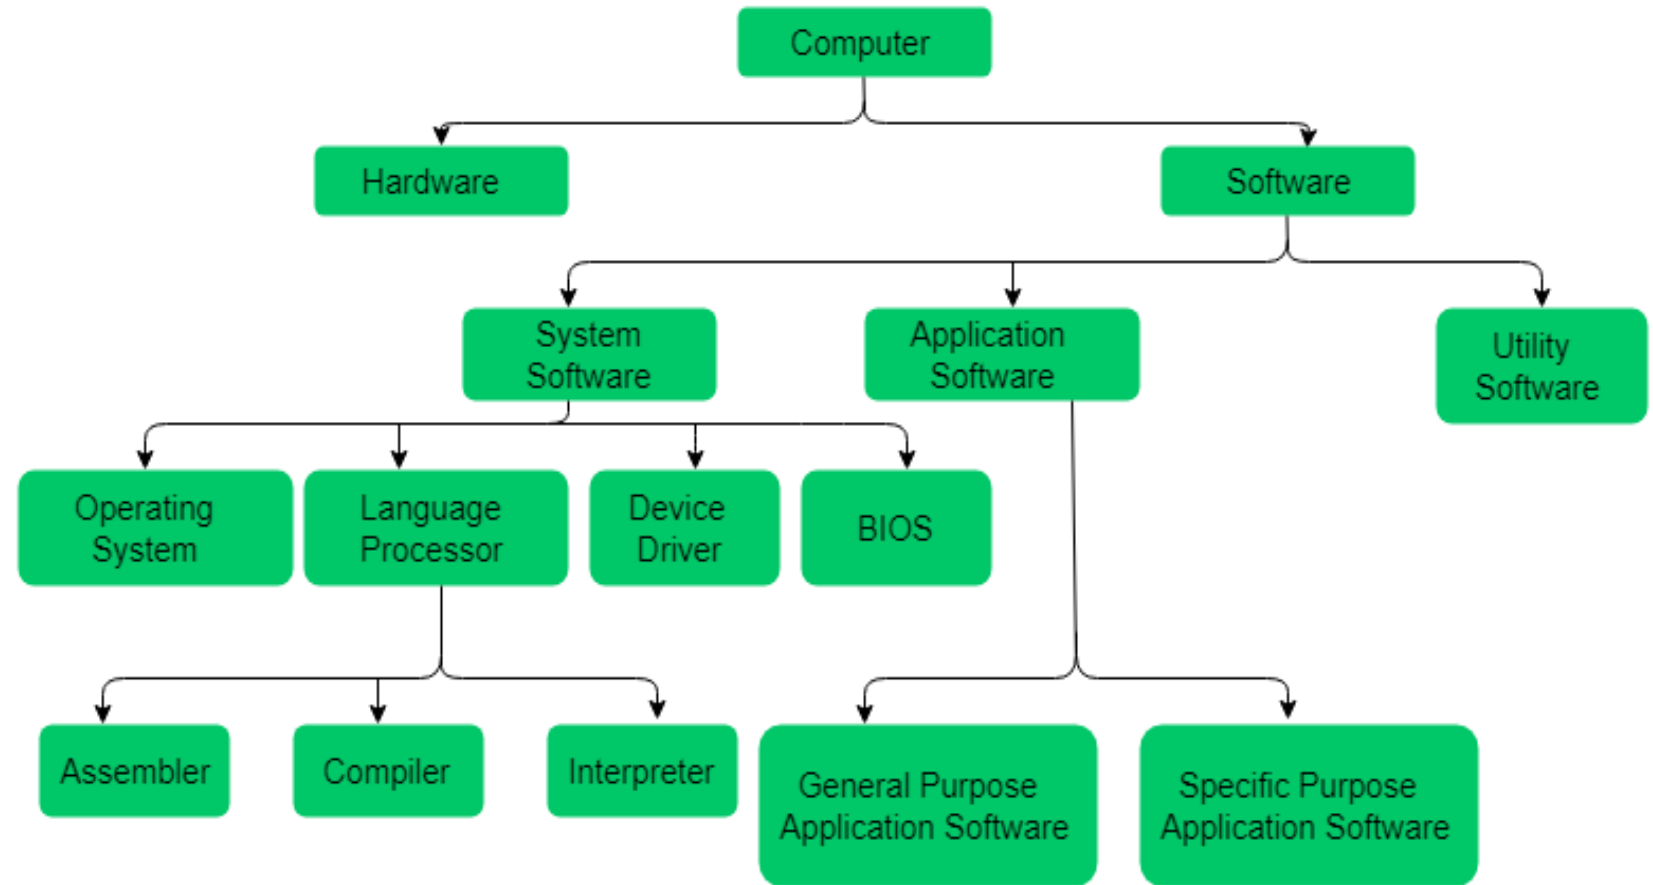 Computer
Hardware
Software
System
Software
Application
Software
Utility
Software
Operating
System
Language
Processor
Device
Driver
BIOS
Assembler
Compiler
Interpreter
General Purpose
Application Software
Specific Purpose
Application Software